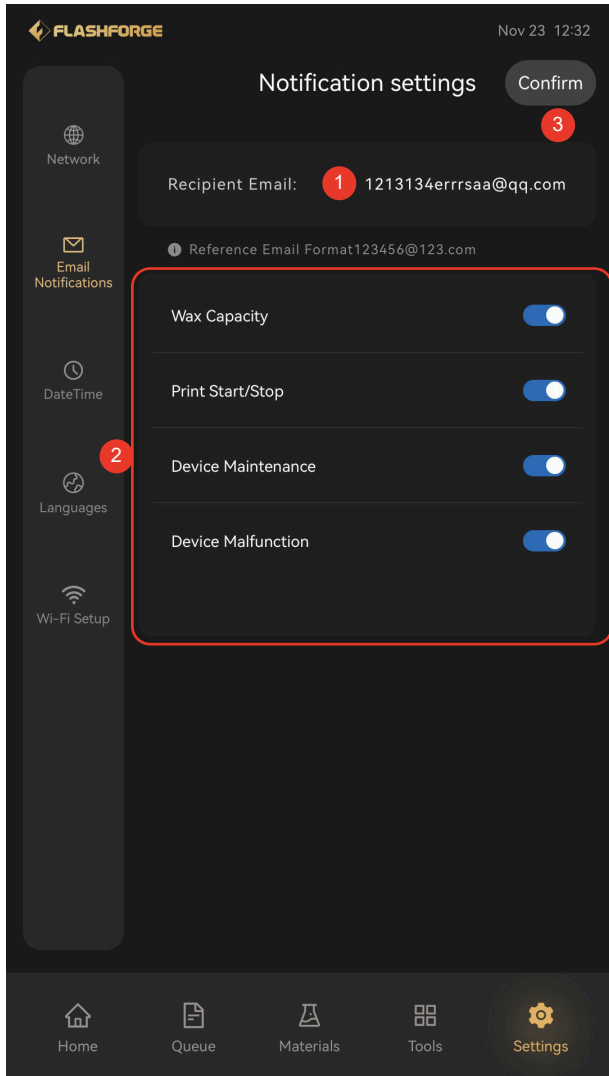 FLASHFORGE
Nov 23 12:32
Notification settings
Confirm
3
Network
Recipient Email:
1
1213134errrsaa@qq.com
Reference Email Format123456@123.com
Email
Notifications
Wax Capacity
DateTime
Print Start/Stop
2
Device Maintenance
Languages
Device Malfunction
Wi-Fi Setup
Home
Queue
Materials
Tools
Settings